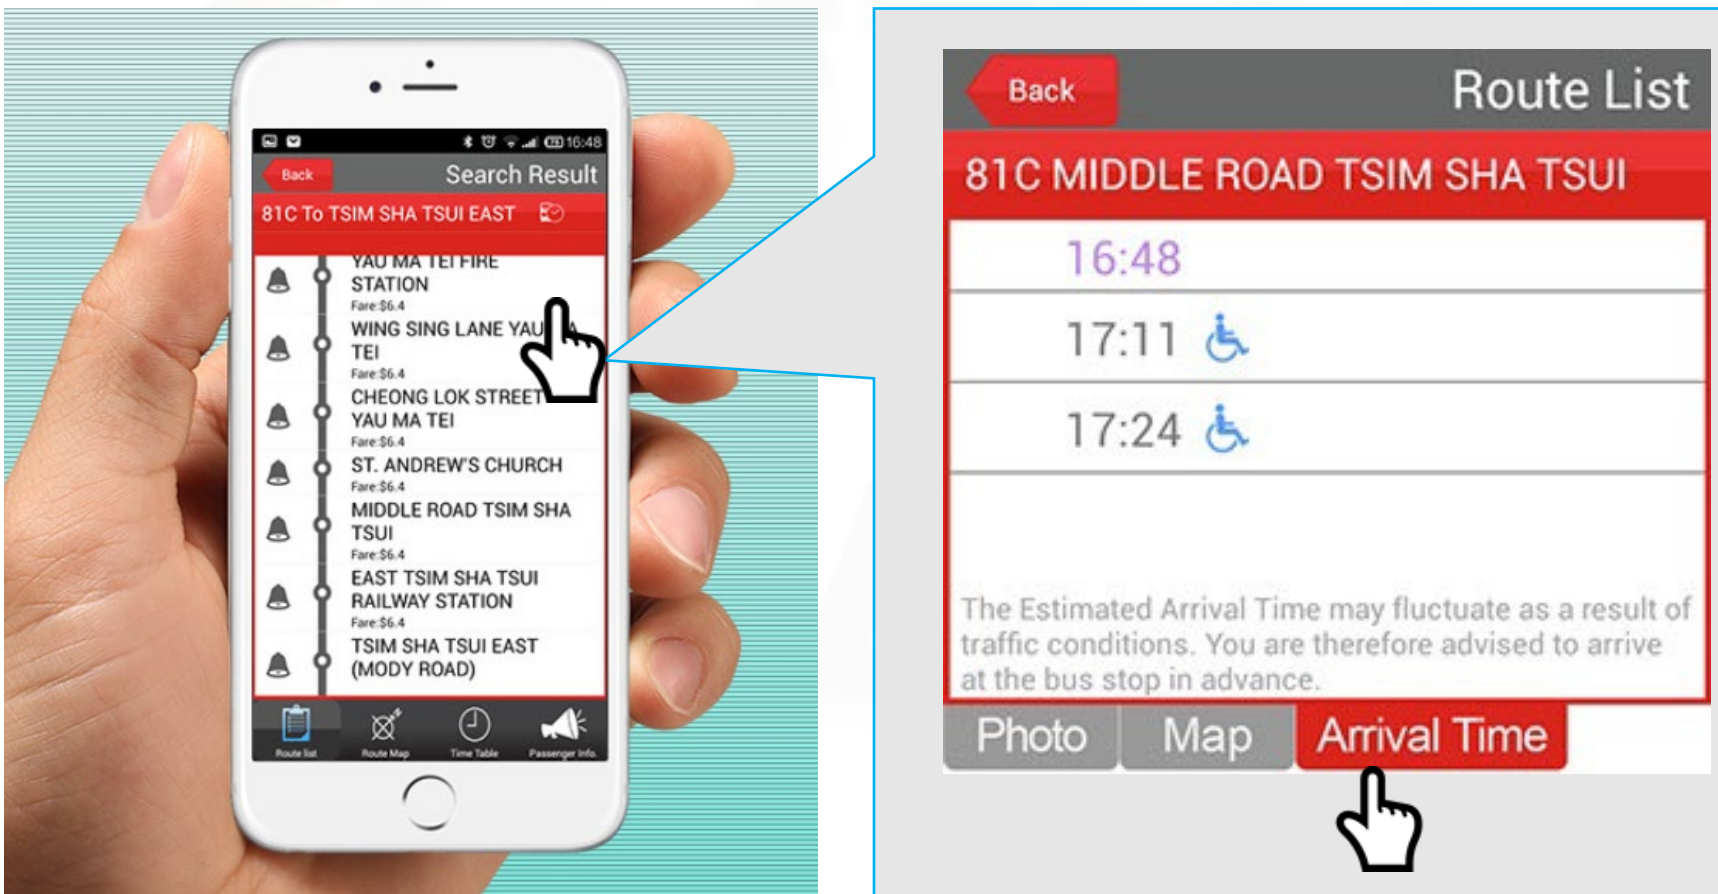 16:48
Back
Search Result
81C To TSIM SHA TSUI EAST
YAU MA TEI FIRE
STATION
Fare:$6.4
WING SING LANE YAU
TEI
Fare:$6.4
CHEONG LOK STREET
YAU MA TEI
Fare:$6.4
ST. ANDREW'S CHURCH
Fare:$6.4
MIDDLE ROAD TSIM SHA
TSUI
Fare:$6.4
EAST TSIM SHA TSUI
RAILWAY STATION
Fare:$6.4
TSIM SHA TSUI EAST
(MODY ROAD)
Route list
Route Map
Time Table
Passenger Info.
Back
Route List
81C MIDDLE ROAD TSIM SHA TSUI
16:48
17:11
17:24
The Estimated Arrival Time may fluctuate as a result of
traffic conditions. You are therefore advised to arrive
at the bus stop in advance.
Photo
Map
Arrival Time